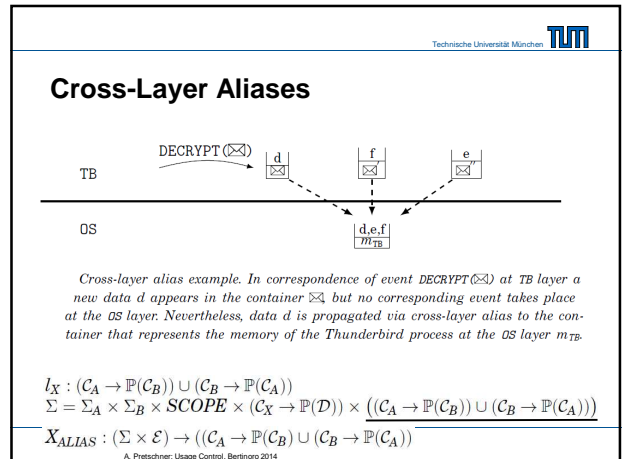 Technische Universität München TUM
Cross-Layer Aliases
DECRYPT(✉)
TB
d
✉
f
✉′
e
✉″
OS
d,e,f
m_TB
Cross-layer alias example. In correspondence of event DECRYPT(✉) at TB layer a
new data d appears in the container ✉, but no corresponding event takes place
at the OS layer. Nevertheless, data d is propagated via cross-layer alias to the con-
tainer that represents the memory of the Thunderbird process at the OS layer m_TB.
l_X : (C_A → ℙ(C_B)) ∪ (C_B → ℙ(C_A))
Σ = Σ_A × Σ_B × SCOPE × (C_X → ℙ(D)) × ((C_A → ℙ(C_B)) ∪ (C_B → ℙ(C_A)))
X_ALIAS : (Σ × E) → ((C_A → ℙ(C_B) ∪ (C_B → ℙ(C_A))
A. Pretschner: Usage Control, Bertinoro 2014